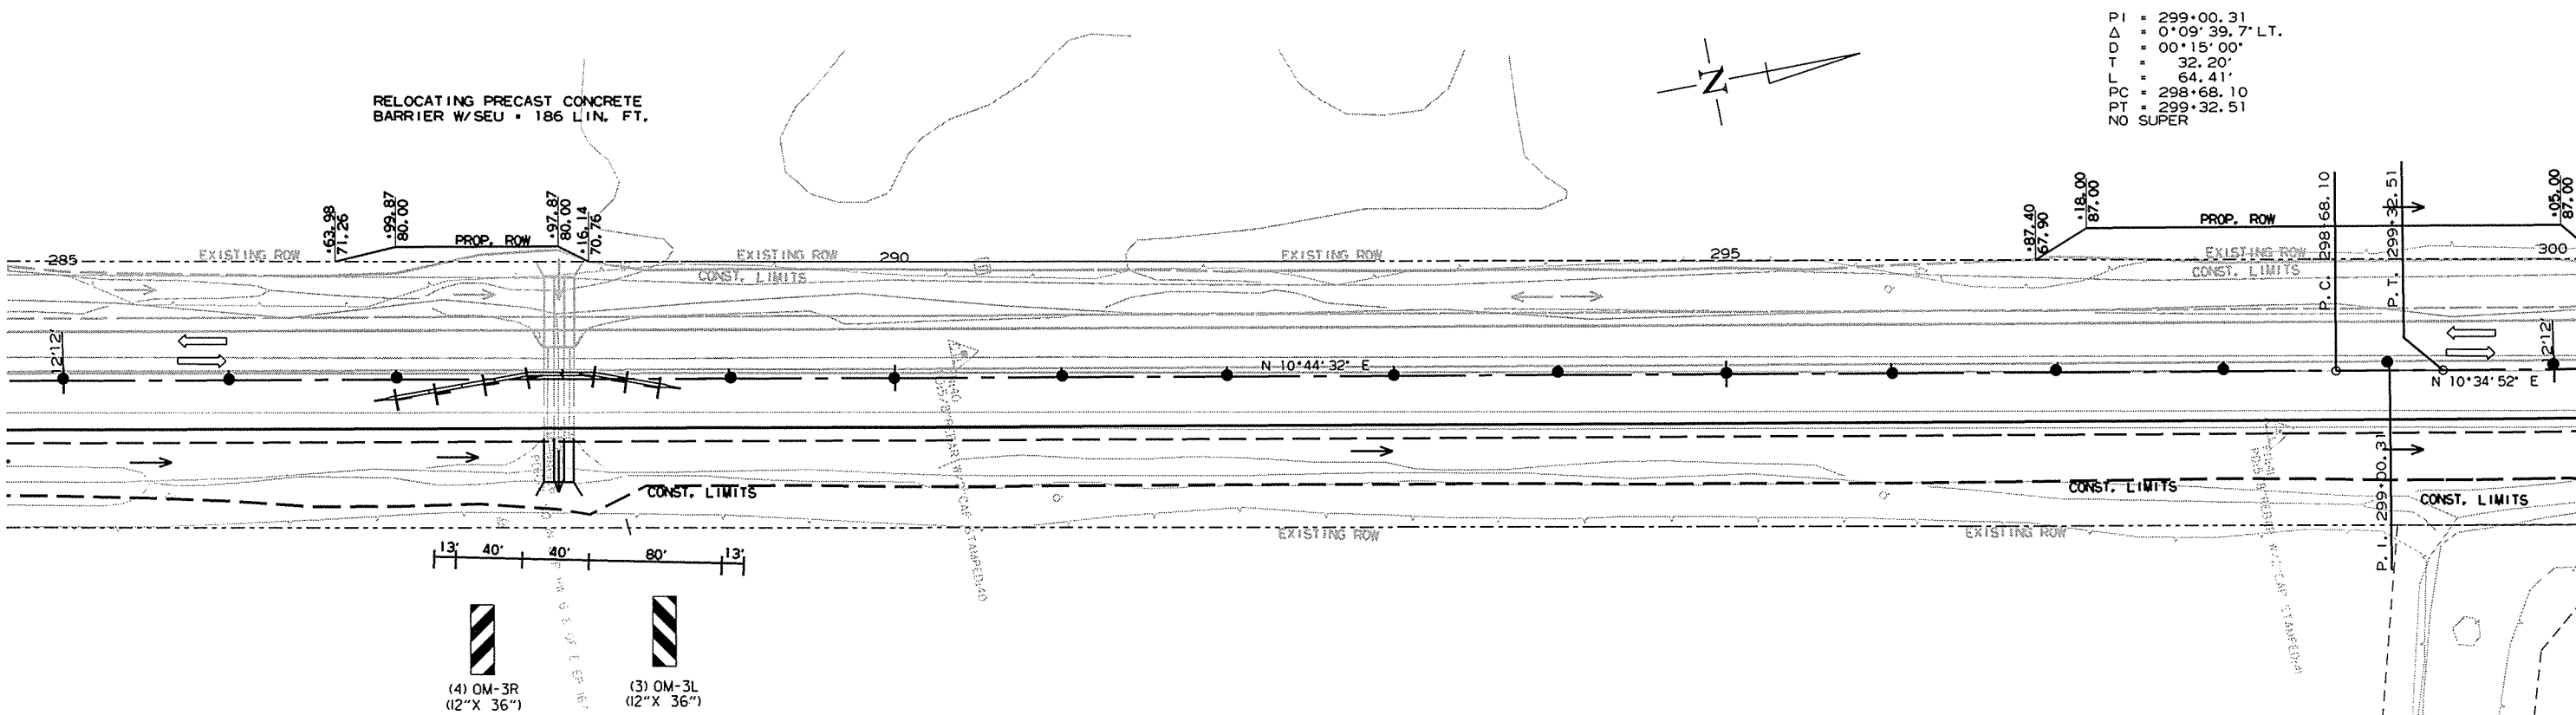 PI = 299+00.31
Δ = 0°09'39.7" LT.
D = 00°15'00"
T = 32.20'
L = 64.41'
PC = 298+68.10
PT = 299+32.51
NO SUPER
RELOCATING PRECAST CONCRETE
BARRIER W/SEU = 186 LIN. FT.
N
+63.98
71.26
+99.87
80.00
+97.87
80.00
+16.14
70.76
PROP. ROW
+87.40
67.90
+18.00
87.00
PROP. ROW
P.C. 298+68.10
P.T. 299+32.51
+05.00
87.00
285
EXISTING ROW
EXISTING ROW
290
EXISTING ROW
295
EXISTING ROW
300
CONST. LIMITS
CONST. LIMITS
12'12'
12'12'
N 10°44'32" E
N 10°34'52" E
P.I. 299+00.31
CONST. LIMITS
CONST. LIMITS
CONST. LIMITS
EXISTING ROW
EXISTING ROW
13' 40' 40' 80' 13'
(4) OM-3R
(12"X 36")
(3) OM-3L
(12"X 36")